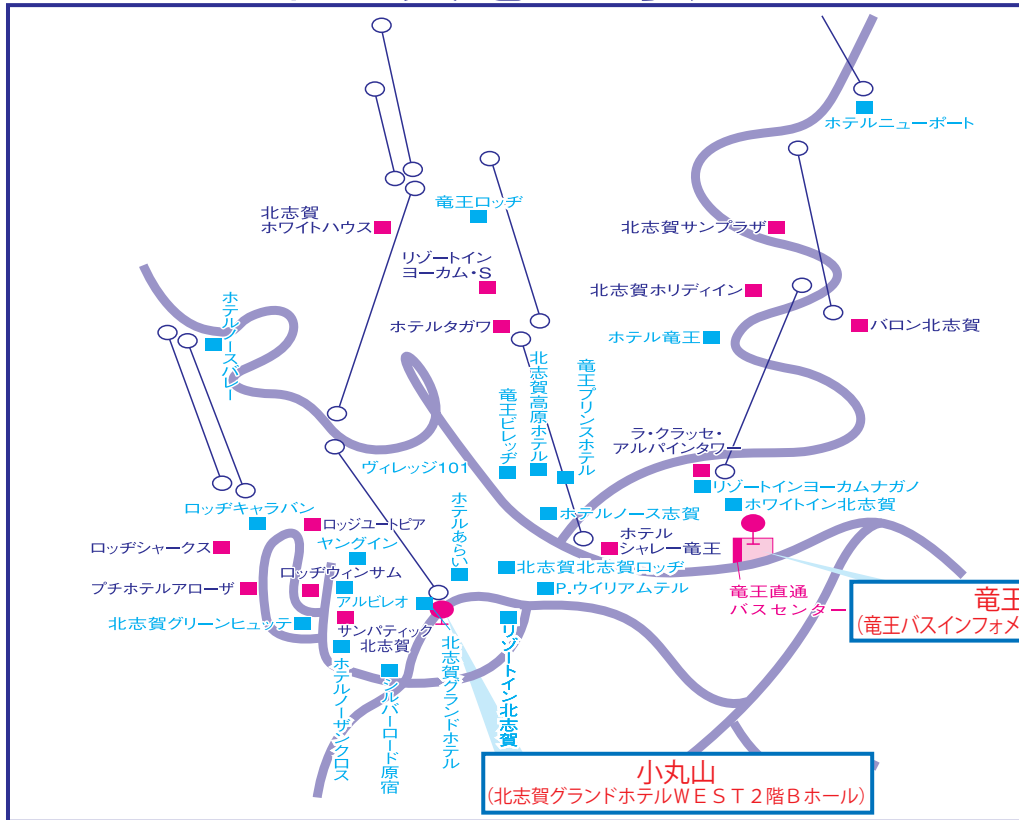 ホテルニューポート
竜王ロッヂ
北志賀
ホワイトハウス
北志賀サンプラザ
リゾートイン
ヨーカム・S
北志賀ホリデイイン
ホテルノースバレー
ホテルタガワ
バロン北志賀
ホテル竜王
竜王ビレッヂ
北志賀高原ホテル
竜王プリンスホテル
ラ・クラッセ・
アルパインタワー
ヴィレッジ101
リゾートインヨーカムナガノ
ホワイトイン北志賀
ロッヂキャラバン
ホテルノース志賀
ロッジユートピア
ホテルあらい
ホテル
シャレー竜王
ロッヂシャークス
ヤングイン
北志賀北志賀ロッヂ
ロッヂウィンサム
プチホテルアローザ
P.ウイリアムテル
竜王直通
バスセンター
アルビレオ
北志賀グリーンヒュッテ
サンパティック
北志賀
ホテルノーザンクロス
シルバーロード原宿
北志賀グランドホテル
リゾートイン北志賀
竜王
(竜王バスインフォメ
小丸山
(北志賀グランドホテルＷＥＳＴ２階Ｂホール)